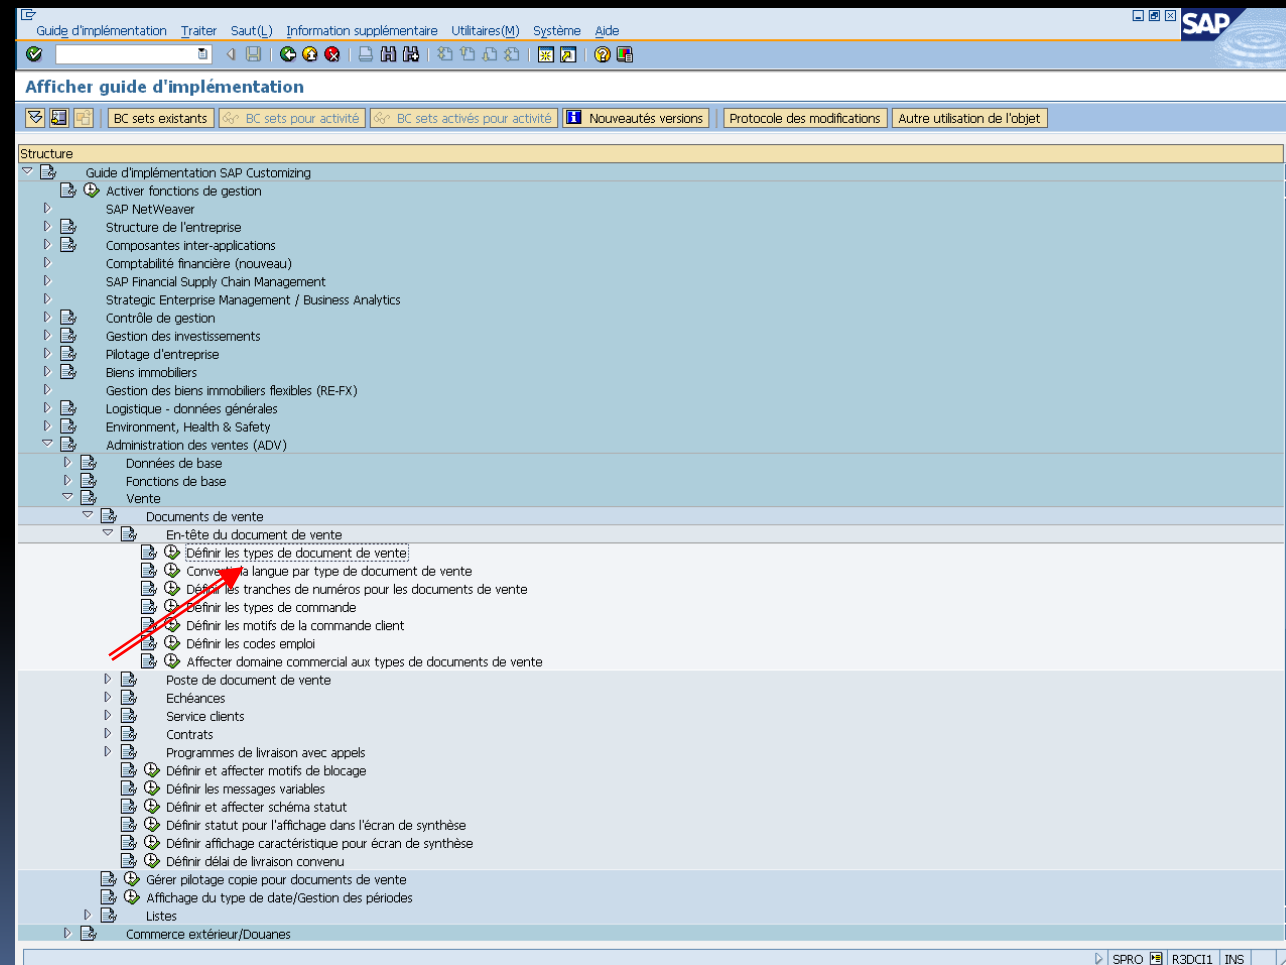 Guide d'implémentation Traiter Saut(L) Information supplémentaire Utilitaires(M) Système Aide
SAP
Afficher guide d'implémentation
BC sets existants BC sets pour activité BC sets activés pour activité Nouveautés versions Protocole des modifications Autre utilisation de l'objet
Structure
Guide d'implémentation SAP Customizing
Activer fonctions de gestion
SAP NetWeaver
Structure de l'entreprise
Composantes inter-applications
Comptabilité financière (nouveau)
SAP Financial Supply Chain Management
Strategic Enterprise Management / Business Analytics
Contrôle de gestion
Gestion des investissements
Pilotage d'entreprise
Biens immobiliers
Gestion des biens immobiliers flexibles (RE-FX)
Logistique - données générales
Environment, Health & Safety
Administration des ventes (ADV)
Données de base
Fonctions de base
Vente
Documents de vente
En-tête du document de vente
Définir les types de document de vente
Convertir la langue par type de document de vente
Définir les tranches de numéros pour les documents de vente
Définir les types de commande
Définir les motifs de la commande client
Définir les codes emploi
Affecter domaine commercial aux types de documents de vente
Poste de document de vente
Echéances
Service clients
Contrats
Programmes de livraison avec appels
Définir et affecter motifs de blocage
Définir les messages variables
Définir et affecter schéma statut
Définir statut pour l'affichage dans l'écran de synthèse
Définir affichage caractéristique pour écran de synthèse
Définir délai de livraison convenu
Gérer pilotage copie pour documents de vente
Affichage du type de date/Gestion des périodes
Listes
Commerce extérieur/Douanes
SPRO R3DCI1 INS